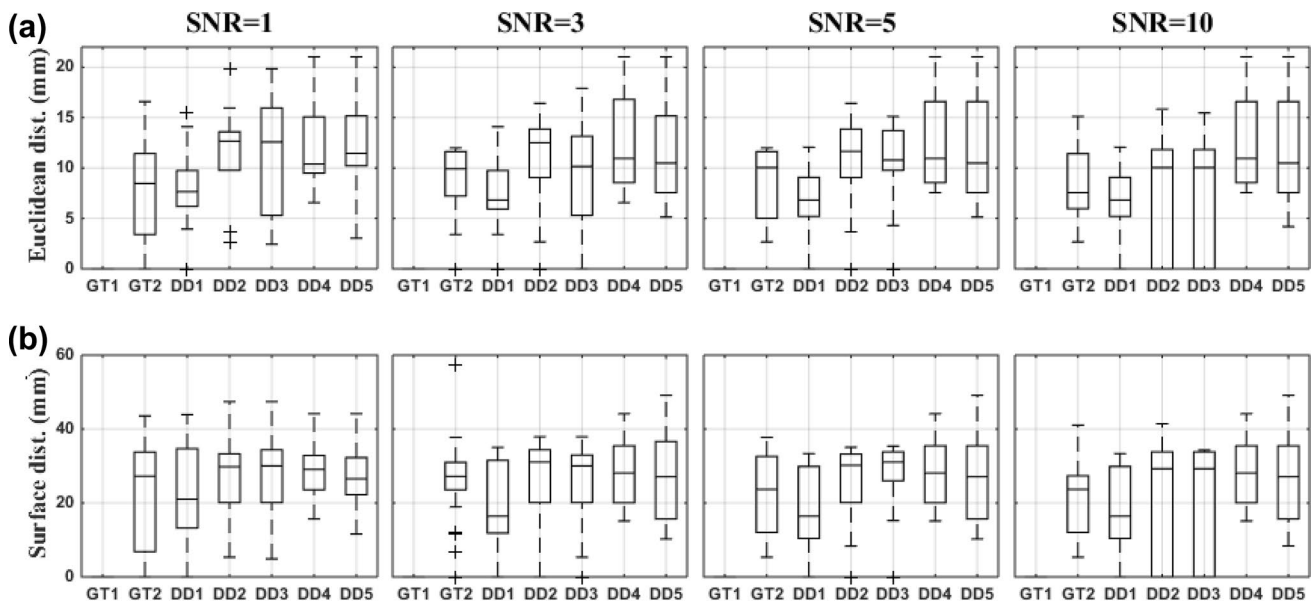 (a) SNR=1 SNR=3 SNR=5 SNR=10
Euclidean dist. (mm)
20
15
10
5
0
GT1 GT2 DD1 DD2 DD3 DD4 DD5 GT1 GT2 DD1 DD2 DD3 DD4 DD5 GT1 GT2 DD1 DD2 DD3 DD4 DD5 GT1 GT2 DD1 DD2 DD3 DD4 DD5
(b)
Surface dist. (mm)
60
40
20
0
GT1 GT2 DD1 DD2 DD3 DD4 DD5 GT1 GT2 DD1 DD2 DD3 DD4 DD5 GT1 GT2 DD1 DD2 DD3 DD4 DD5 GT1 GT2 DD1 DD2 DD3 DD4 DD5